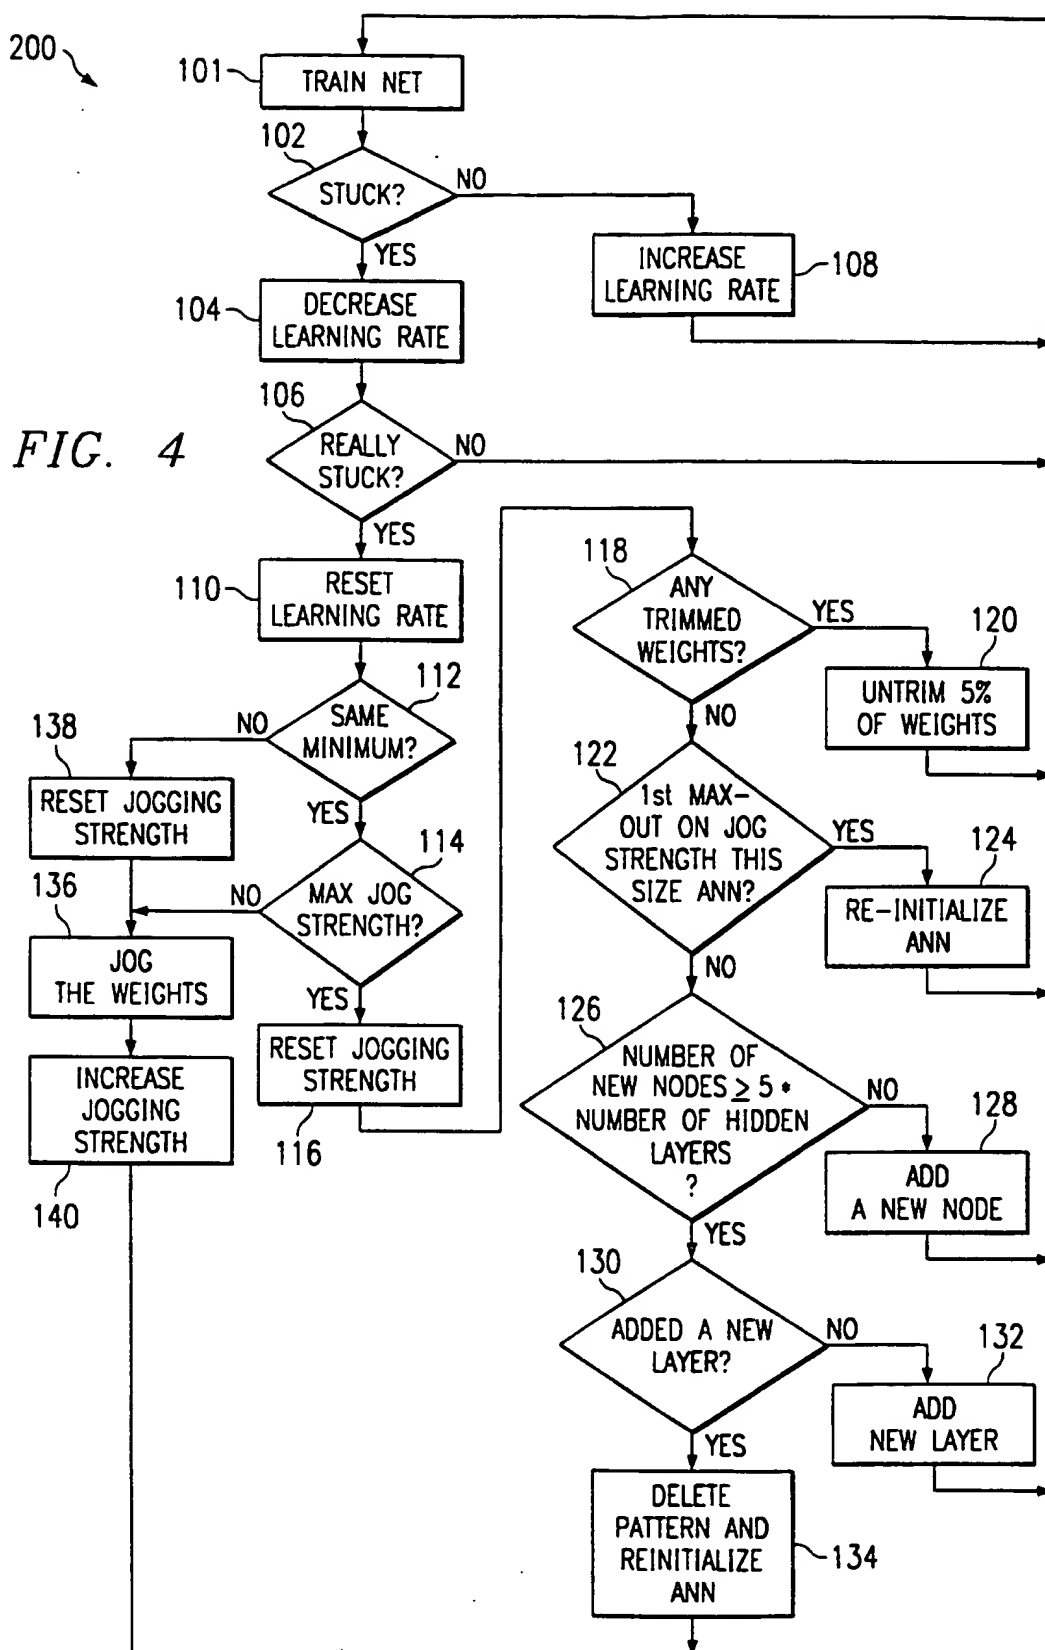 200
101
TRAIN NET
102
STUCK?
NO
YES
INCREASE
LEARNING RATE
108
104
DECREASE
LEARNING RATE
106
REALLY
STUCK?
NO
FIG. 4
YES
110
RESET
LEARNING RATE
118
ANY
TRIMMED
WEIGHTS?
YES
120
UNTRIM 5%
OF WEIGHTS
NO
112
SAME
MINIMUM?
NO
138
RESET JOGGING
STRENGTH
YES
114
MAX JOG
STRENGTH?
NO
136
JOG
THE WEIGHTS
YES
122
1st MAX-
OUT ON JOG
STRENGTH THIS
SIZE ANN?
YES
124
RE-INITIALIZE
ANN
NO
RESET JOGGING
STRENGTH
116
INCREASE
JOGGING
STRENGTH
140
126
NUMBER OF
NEW NODES ≥ 5 *
NUMBER OF HIDDEN
LAYERS
?
NO
128
ADD
A NEW NODE
YES
130
ADDED A NEW
LAYER?
NO
132
ADD
NEW LAYER
YES
DELETE
PATTERN AND
REINITIALIZE
ANN
134